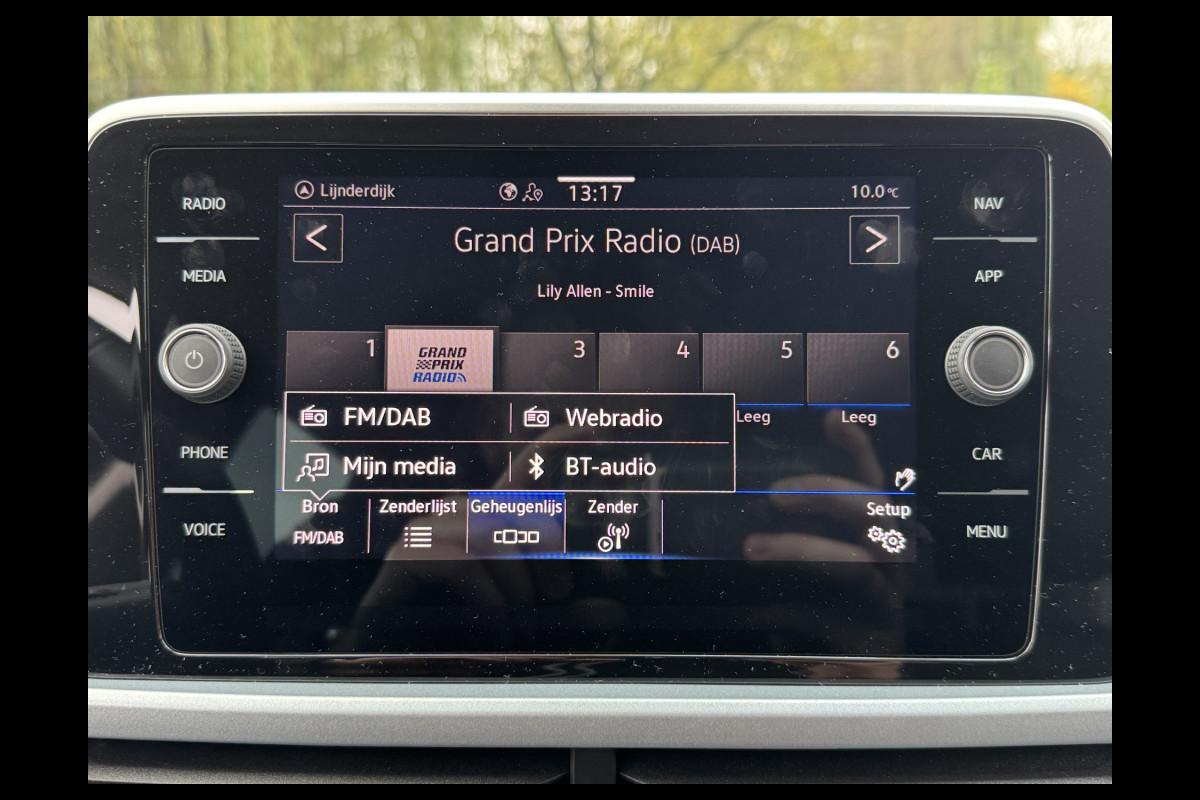 RADIO
MEDIA
PHONE
VOICE
Lijnderdijk
13:17
10.0°C
<
Grand Prix Radio (DAB)
>
Lily Allen - Smile
1
GRAND
PRIX
RADIO
3
4
5
6
Leeg
Leeg
FM/DAB
Webradio
Mijn media
BT-audio
Bron
FM/DAB
Zenderlijst
Geheugenlijs
Zender
Setup
NAV
APP
CAR
MENU